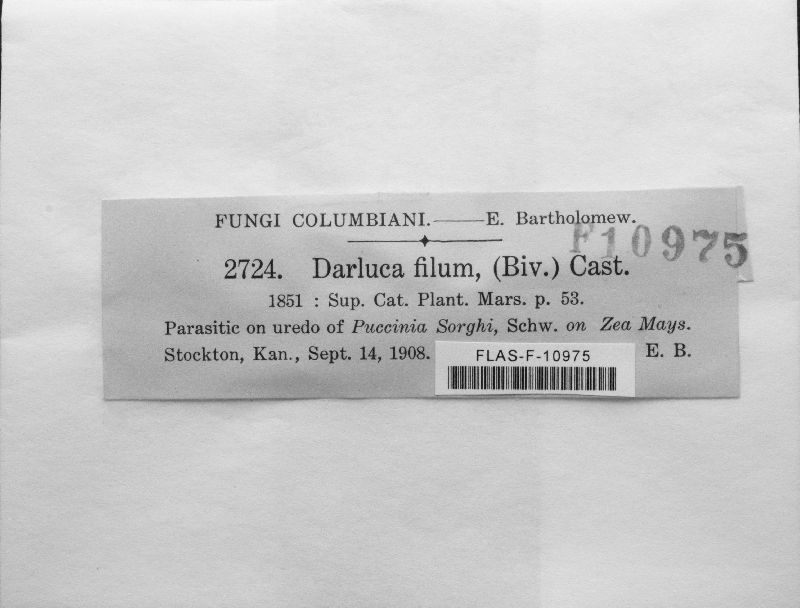 FUNGI COLUMBIANI.——E. Bartholomew.
F10975
2724. Darluca filum, (Biv.) Cast.
1851 : Sup. Cat. Plant. Mars. p. 53.
Parasitic on uredo of Puccinia Sorghi, Schw. on Zea Mays.
Stockton, Kan., Sept. 14, 1908. E. B.
FLAS-F-10975